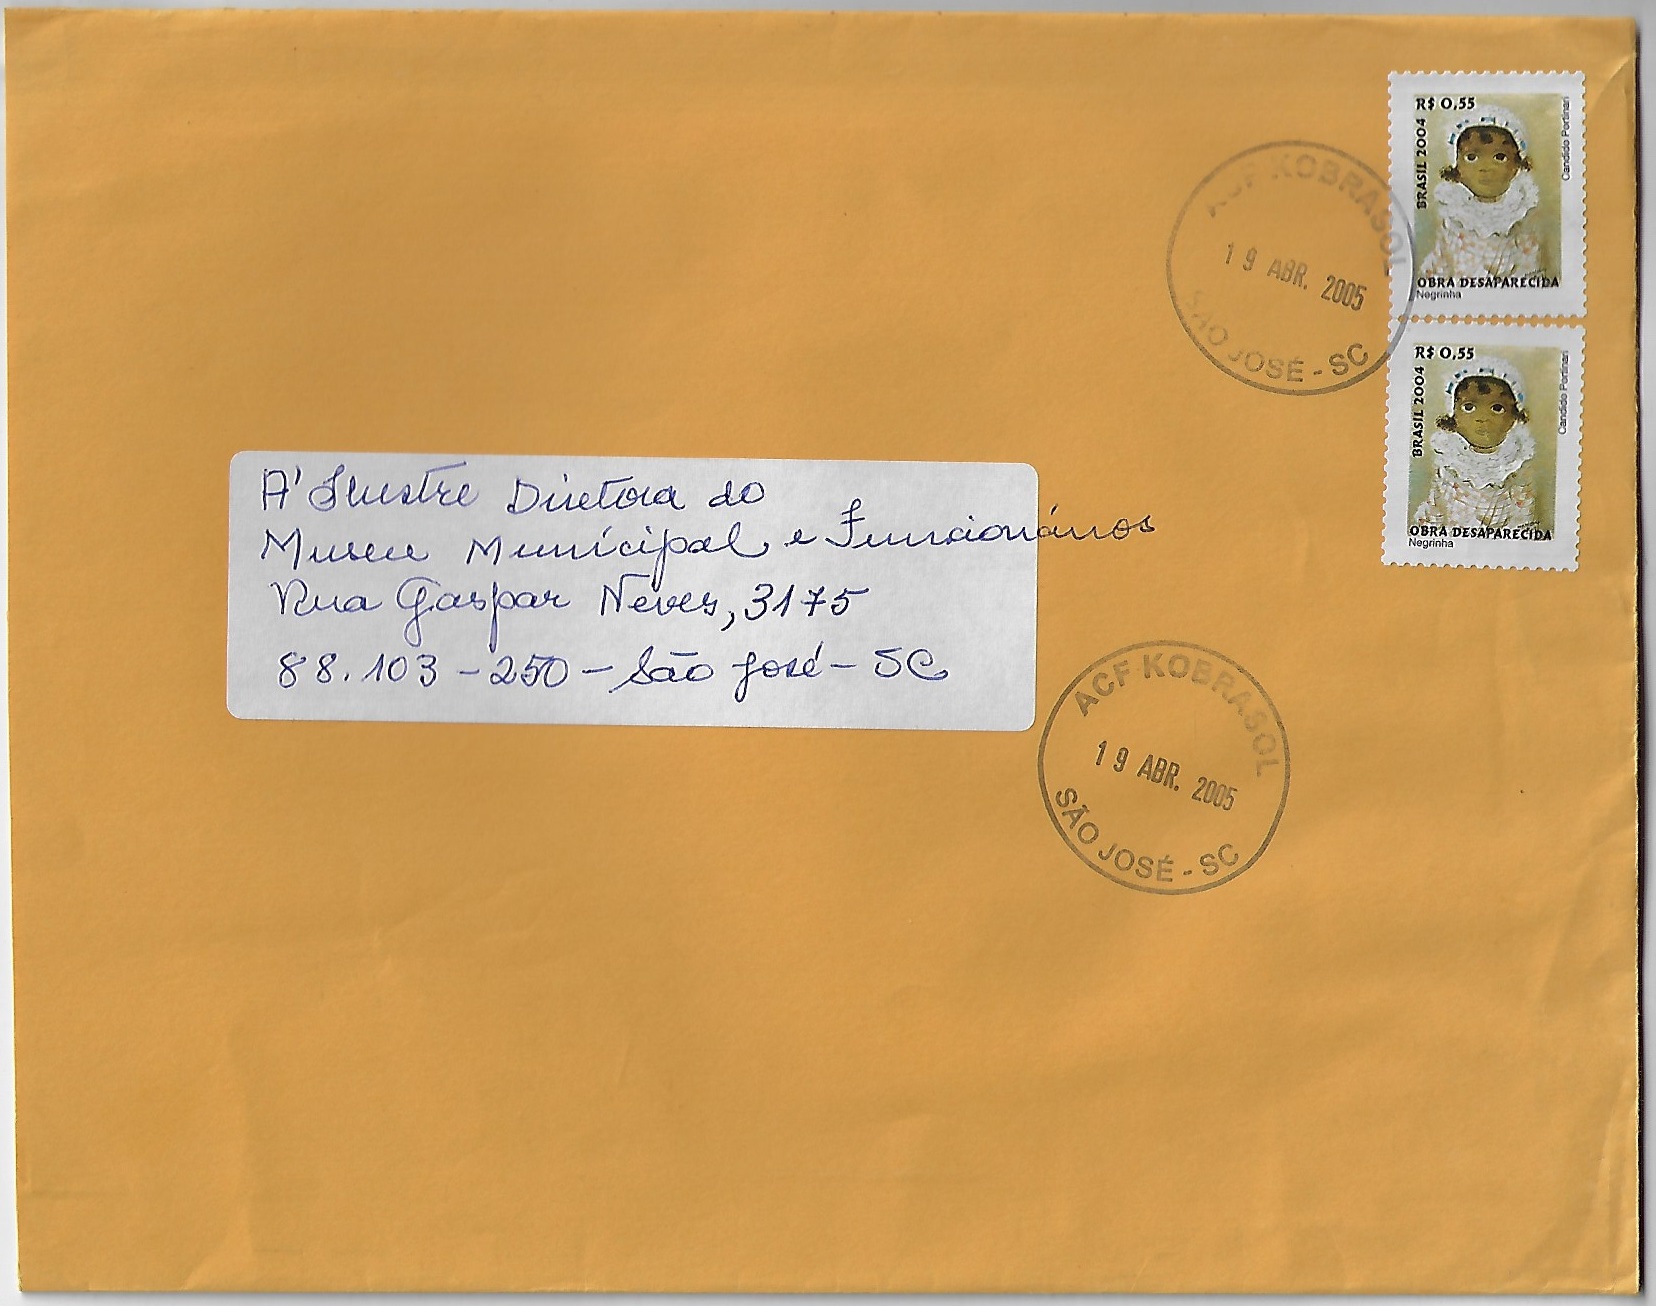 R$ 0,55
BRASIL 2004
Candido Portinari
OBRA DESAPARECIDA
Negrinha
ACF KOBRASOL
19 ABR. 2005
SÃO JOSÉ - SC
R$ 0,55
BRASIL 2004
Candido Portinari
OBRA DESAPARECIDA
Negrinha
A' Ilustre Diretora do
Museu Municipal e Funcionários
Rua Gaspar Neves, 3175
88.103-250 - São José - SC
ACF KOBRASOL
19 ABR. 2005
SÃO JOSÉ - SC